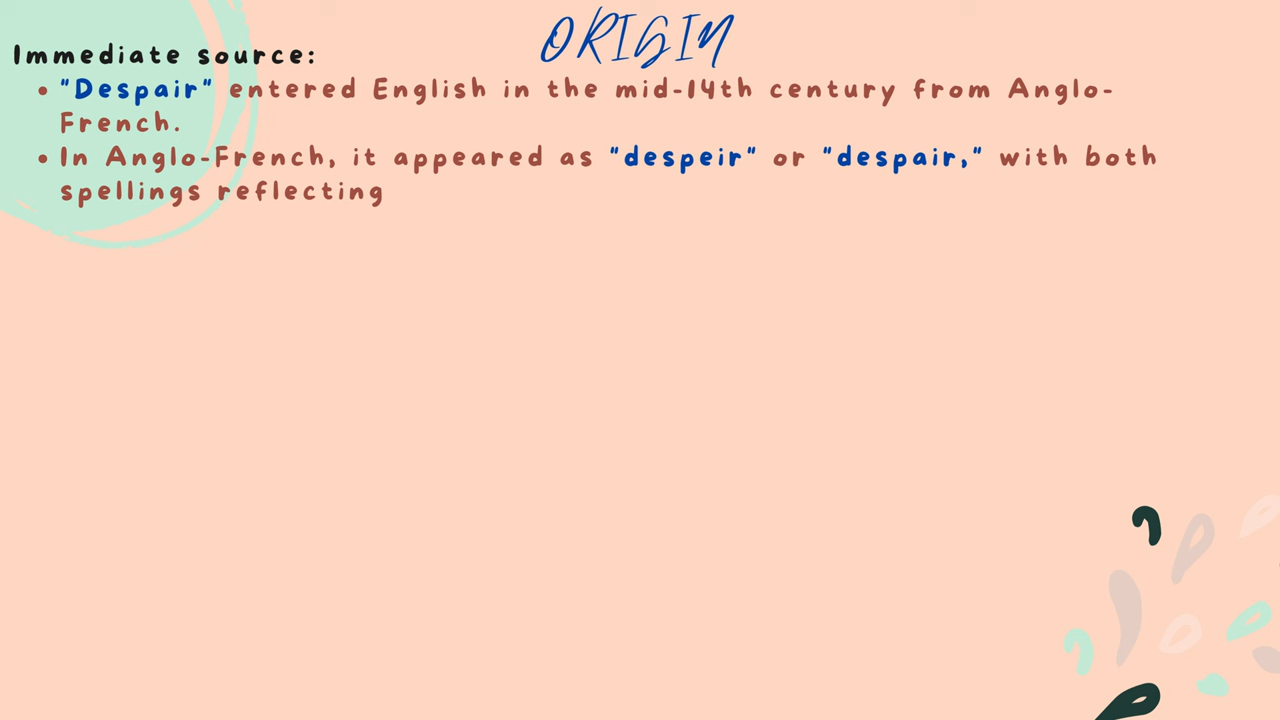 ORIGIN
Immediate source:
• "Despair" entered English in the mid-14th century from Anglo-
French.
• In Anglo-French, it appeared as "despeir" or "despair," with both
spellings reflecting